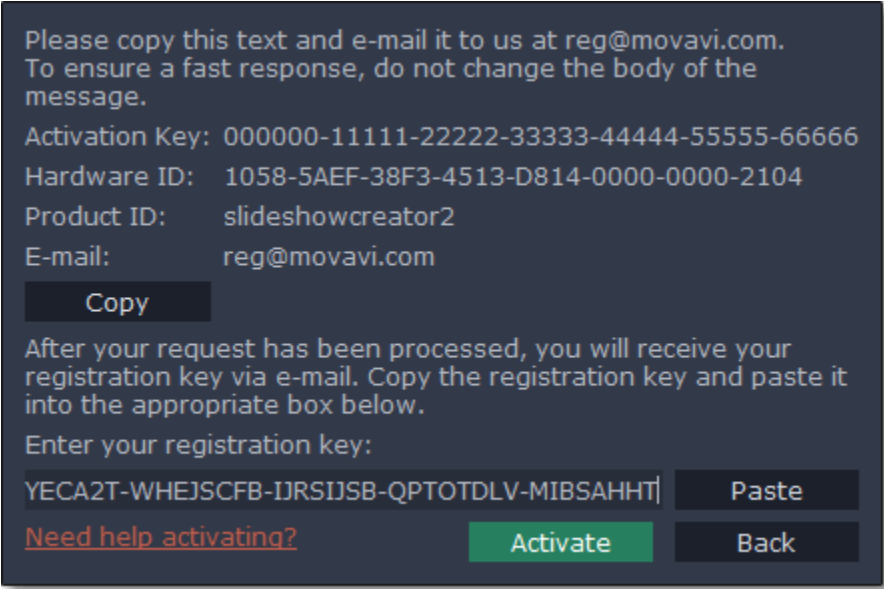 Please copy this text and e-mail it to us at reg@movavi.com.
To ensure a fast response, do not change the body of the
message.
Activation Key: 000000-11111-22222-33333-44444-55555-66666
Hardware ID: 1058-5AEF-38F3-4513-D814-0000-0000-2104
Product ID: slideshowcreator2
E-mail: reg@movavi.com
Copy
After your request has been processed, you will receive your
registration key via e-mail. Copy the registration key and paste it
into the appropriate box below.
Enter your registration key:
YECA2T-WHEJSCFB-IJRSIJSB-QPTOTDLV-MIBSAHHT Paste
Need help activating? Activate Back